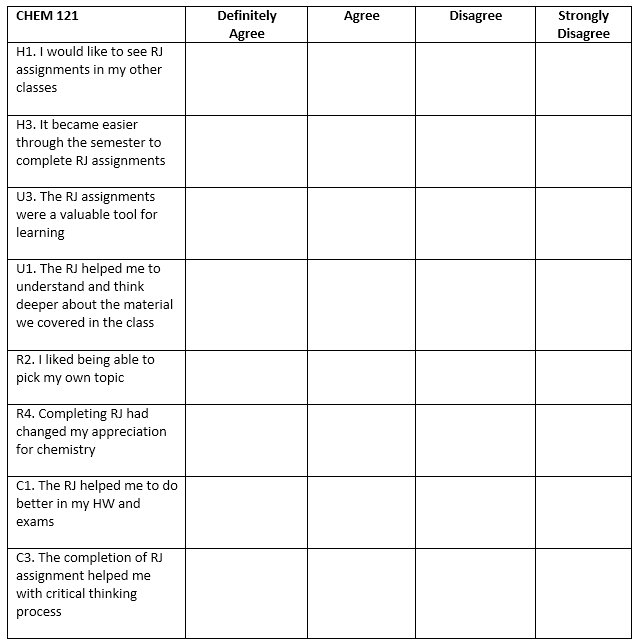 CHEM 121
Definitely
Agree
Agree
Disagree
Strongly
Disagree
H1. I would like to see RJ
assignments in my other
classes
H3. It became easier
through the semester to
complete RJ assignments
U3. The RJ assignments
were a valuable tool for
learning
U1. The RJ helped me to
understand and think
deeper about the material
we covered in the class
R2. I liked being able to
pick my own topic
R4. Completing RJ had
changed my appreciation
for chemistry
C1. The RJ helped me to do
better in my HW and
exams
C3. The completion of RJ
assignment helped me
with critical thinking
process